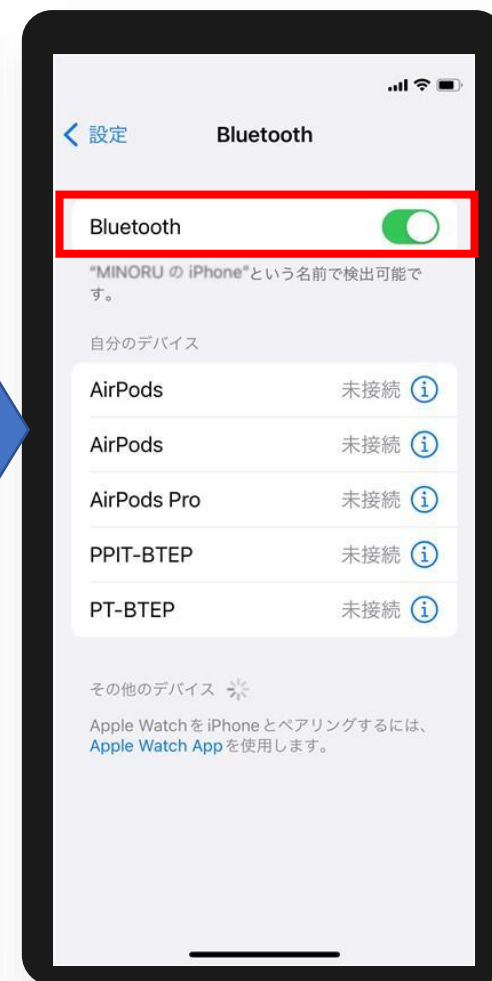 設定
Bluetooth
Bluetooth
"MINORU の iPhone"という名前で検出可能で
す。
自分のデバイス
AirPods 未接続
AirPods 未接続
AirPods Pro 未接続
PPIT-BTEP 未接続
PT-BTEP 未接続
その他のデバイス
Apple Watch を iPhone とペアリングするには、
Apple Watch App を使用します。